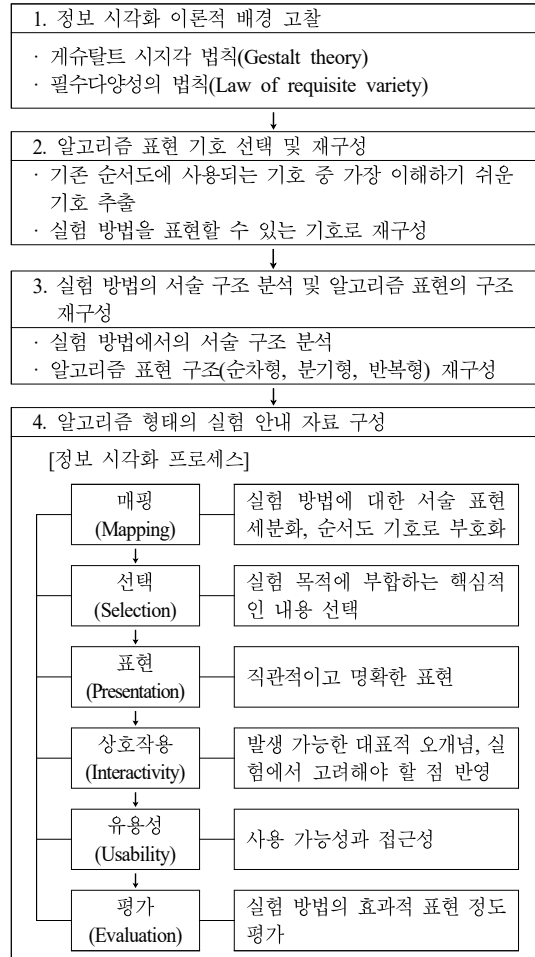 1. 정보 시각화 이론적 배경 고찰
· 게슈탈트 시지각 법칙(Gestalt theory)
· 필수다양성의 법칙(Law of requisite variety)
2. 알고리즘 표현 기호 선택 및 재구성
· 기존 순서도에 사용되는 기호 중 가장 이해하기 쉬운
기호 추출
· 실험 방법을 표현할 수 있는 기호로 재구성
3. 실험 방법의 서술 구조 분석 및 알고리즘 표현의 구조
재구성
· 실험 방법에서의 서술 구조 분석
· 알고리즘 표현 구조(순차형, 분기형, 반복형) 재구성
4. 알고리즘 형태의 실험 안내 자료 구성
[정보 시각화 프로세스]
매핑
(Mapping)
실험 방법에 대한 서술 표현
세분화, 순서도 기호로 부호화
선택
(Selection)
실험 목적에 부합하는 핵심적
인 내용 선택
표현
(Presentation)
직관적이고 명확한 표현
상호작용
(Interactivity)
발생 가능한 대표적 오개념, 실
험에서 고려해야 할 점 반영
유용성
(Usability)
사용 가능성과 접근성
평가
(Evaluation)
실험 방법의 효과적 표현 정도
평가